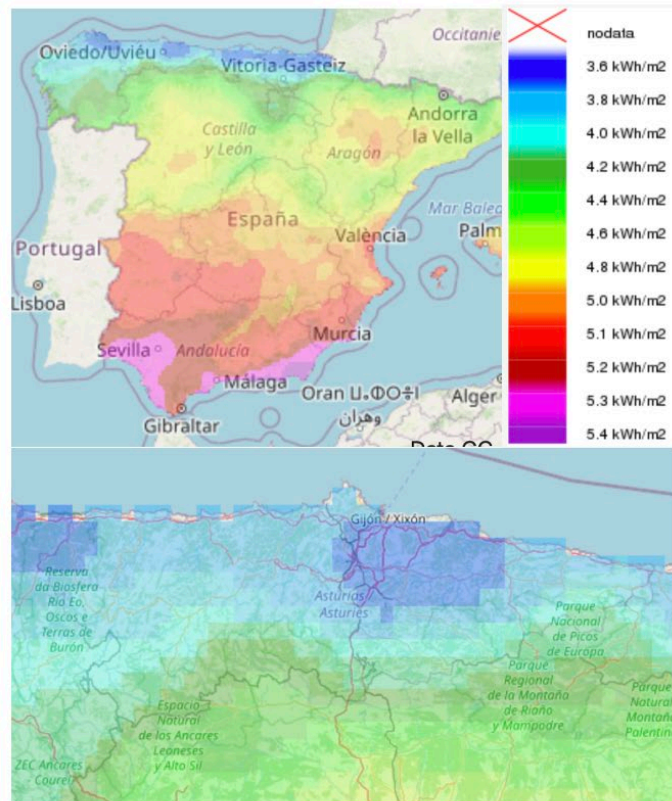 Occitanie
Oviedo/Uviéu
Vitoria-Gasteiz
Andorra
la Vella
Castilla
y León
Aragón
España
Mar Balea
Palm
València
Portugal
Lisboa
Murcia
Sevilla
Andalucía
Málaga
Oran ⵡⴰⵀⵔⴰⵏ
وهران
Alger
Gibraltar
nodata
3.6 kWh/m2
3.8 kWh/m2
4.0 kWh/m2
4.2 kWh/m2
4.4 kWh/m2
4.6 kWh/m2
4.8 kWh/m2
5.0 kWh/m2
5.1 kWh/m2
5.2 kWh/m2
5.3 kWh/m2
5.4 kWh/m2
Gijón / Xixón
Reserva
da Biosfera
Río Eo,
Oscos e
Terras de
Burón
Asturias
Asturies
Parque
Nacional
de Picos
de Europa
Parque
Regional
de la Montaña
de Riaño
y Mampodre
Parque
Natural
Montaña
Palentina
Espacio
Natural
de los Ancares
Leoneses
y Alto Sil
ZEC Ancares
- Courel